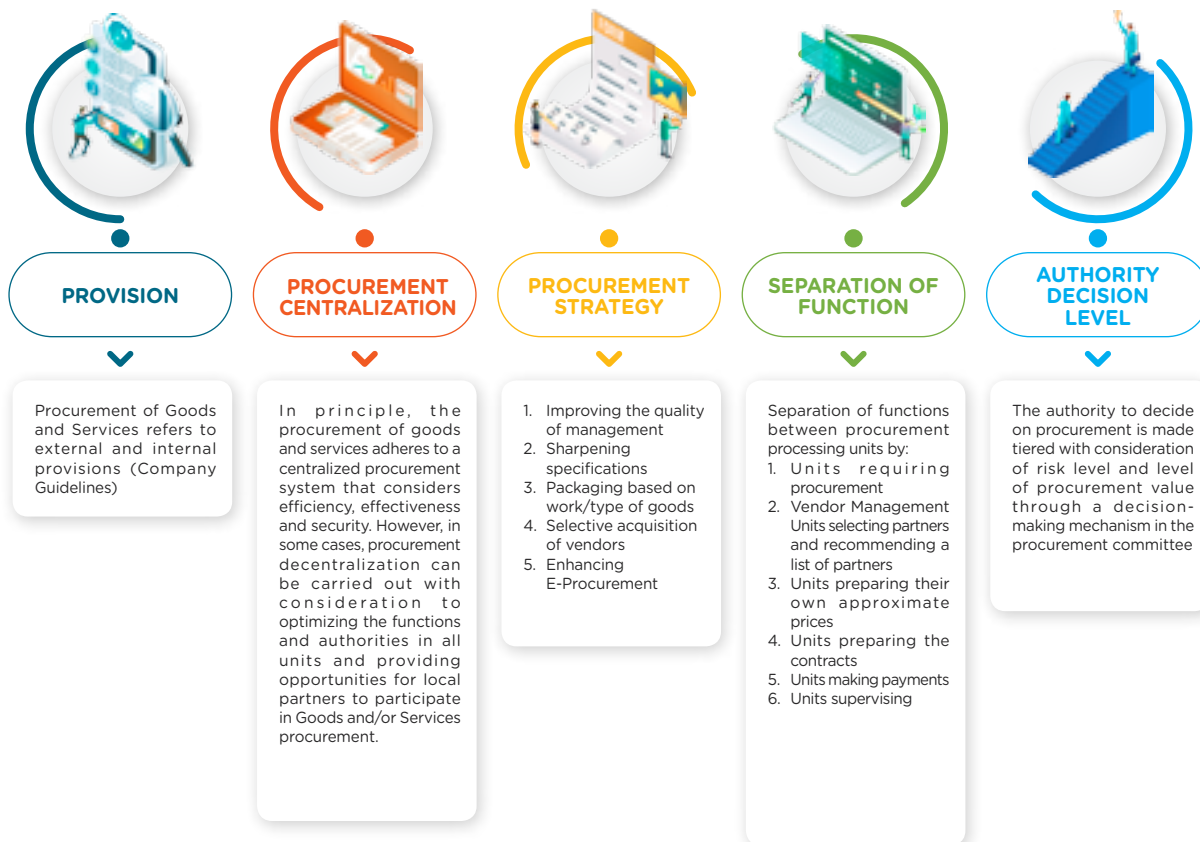 PROVISION
Procurement of Goods
and Services refers to
external and internal
provisions (Company
Guidelines)
PROCUREMENT
CENTRALIZATION
In principle, the
procurement of goods
and services adheres to a
centralized procurement
system that considers
efficiency, effectiveness
and security. However, in
some cases, procurement
decentralization can
be carried out with
consideration to
optimizing the functions
and authorities in all
units and providing
opportunities for local
partners to participate
in Goods and/or Services
procurement.
PROCUREMENT
STRATEGY
1. Improving the quality
of management
2. Sharpening
specifications
3. Packaging based on
work/type of goods
4. Selective acquisition
of vendors
5. Enhancing
E-Procurement
SEPARATION OF
FUNCTION
Separation of functions
between procurement
processing units by:
1. Units requiring
procurement
2. Vendor Management
Units selecting partners
and recommending a
list of partners
3. Units preparing their
own approximate
prices
4. Units preparing the
contracts
5. Units making payments
6. Units supervising
AUTHORITY
DECISION
LEVEL
The authority to decide
on procurement is made
tiered with consideration
of risk level and level
of procurement value
through a decision-
making mechanism in the
procurement committee